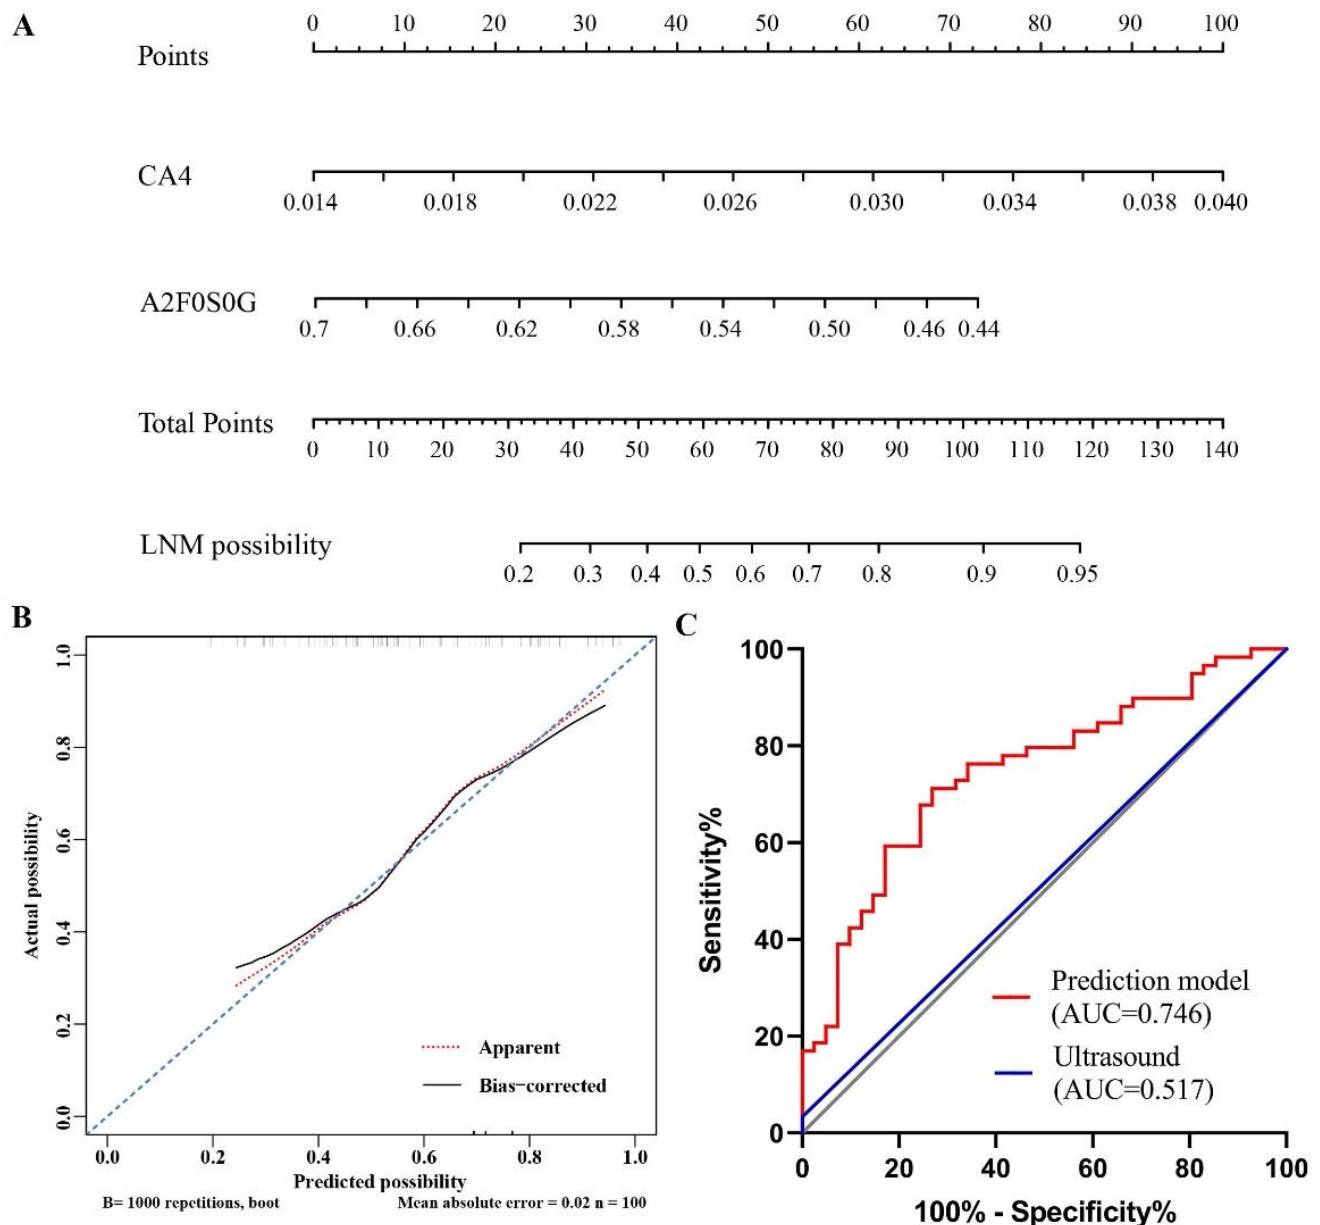 A
0 10 20 30 40 50 60 70 80 90 100
Points
CA4
0.014 0.018 0.022 0.026 0.030 0.034 0.038 0.040
A2F0S0G
0.7 0.66 0.62 0.58 0.54 0.50 0.46 0.44
Total Points
0 10 20 30 40 50 60 70 80 90 100 110 120 130 140
LNM possibility
0.2 0.3 0.4 0.5 0.6 0.7 0.8 0.9 0.95
B
1.0
0.8
0.6
0.4
0.2
0.0
Actual possibility
Apparent
Bias-corrected
0.0 0.2 0.4 0.6 0.8 1.0
Predicted possibility
B= 1000 repetitions, boot
Mean absolute error = 0.02 n = 100
C
100
80
60
40
20
0
Sensitivity%
Prediction model
(AUC=0.746)
Ultrasound
(AUC=0.517)
0 20 40 60 80 100
100% - Specificity%